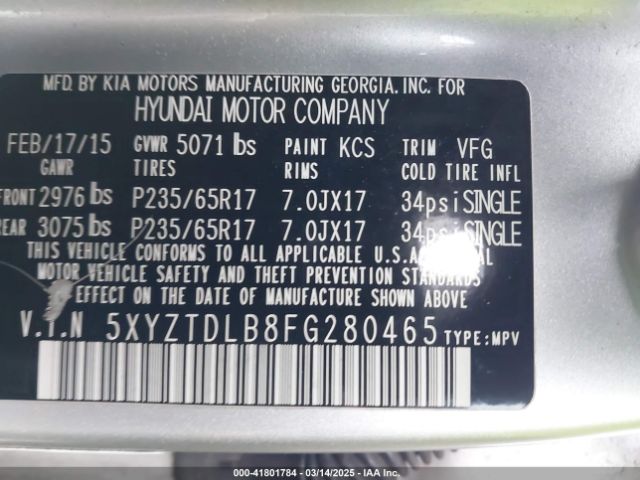 MFD. BY KIA MOTORS MANUFACTURING GEORGIA. INC. FOR
HYUNDAI MOTOR COMPANY
FEB/17/15 GVWR 5071 lbs PAINT KCS TRIM VFG
GAWR TIRES RIMS COLD TIRE INFL
FRONT 2976 lbs P235/65R17 7.0JX17 34psi SINGLE
REAR 3075 lbs P235/65R17 7.0JX17 34psi SINGLE
THIS VEHICLE CONFORMS TO ALL APPLICABLE U.S.A
MOTOR VEHICLE SAFETY AND THEFT PREVENTION STANDARDS
EFFECT ON THE DATE OF MANUFACTURE SHOWN ABOVE.
V.I.N 5XYZTDLB8FG280465 TYPE:MPV
000-41801784 - 03/14/2025 - IAA Inc.